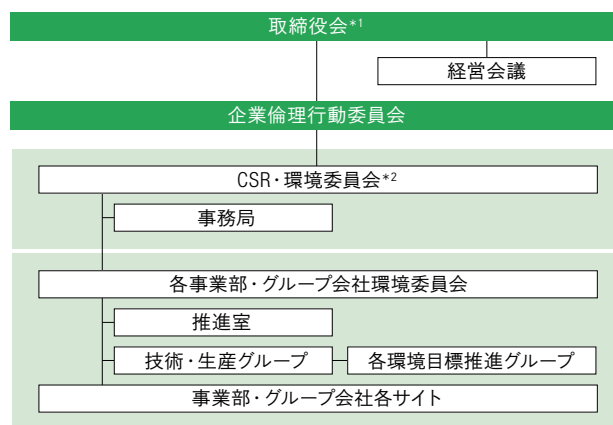 取締役会*1
経営会議
企業倫理行動委員会
CSR・環境委員会*2
事務局
各事業部・グループ会社環境委員会
推進室
技術・生産グループ
各環境目標推進グループ
事業部・グループ会社各サイト